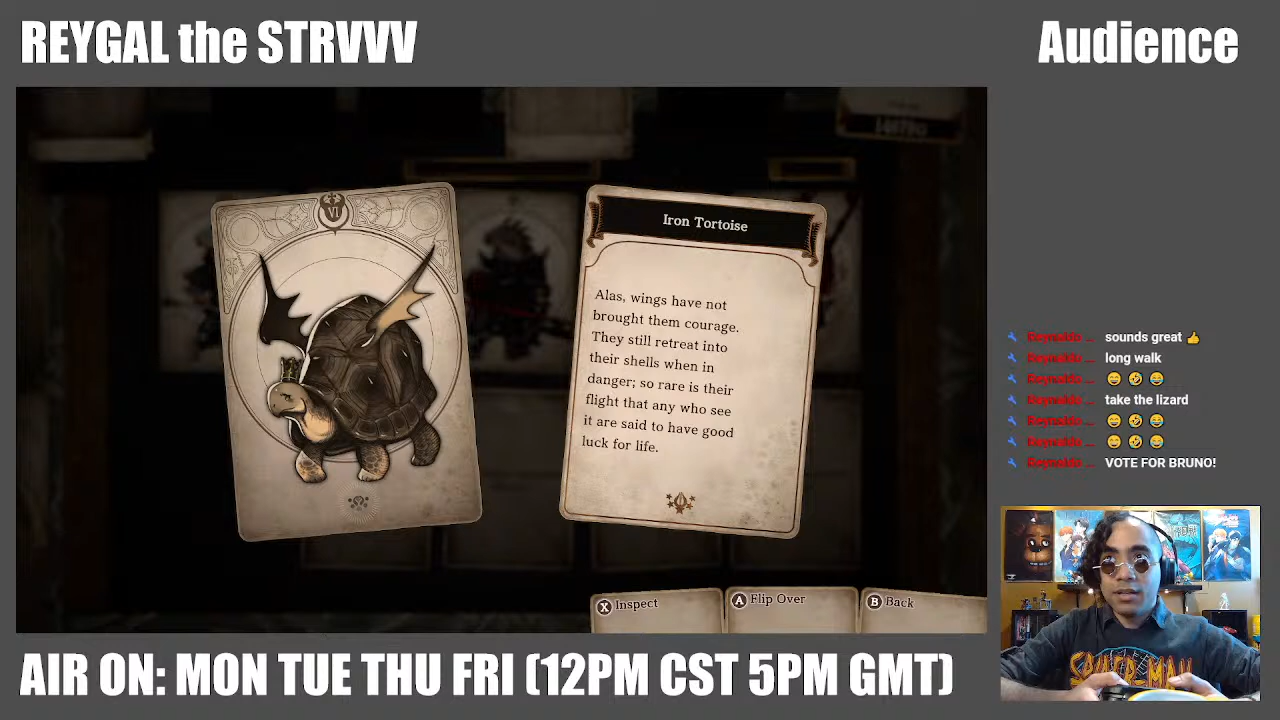 REYGAL the STRVVV
Audience
VI
Iron Tortoise
Alas, wings have not
brought them courage.
They still retreat into
their shells when in
danger; so rare is their
flight that any who see
it are said to have good
luck for life.
X Inspect
A Flip Over
B Back
sounds great 👍
long walk
😄 🤣 😂
take the lizard
😄 🤣 😂
😄 🤣 😂
VOTE FOR BRUNO!
SPIDER-MAN
AIR ON: MON TUE THU FRI (12PM CST 5PM GMT)